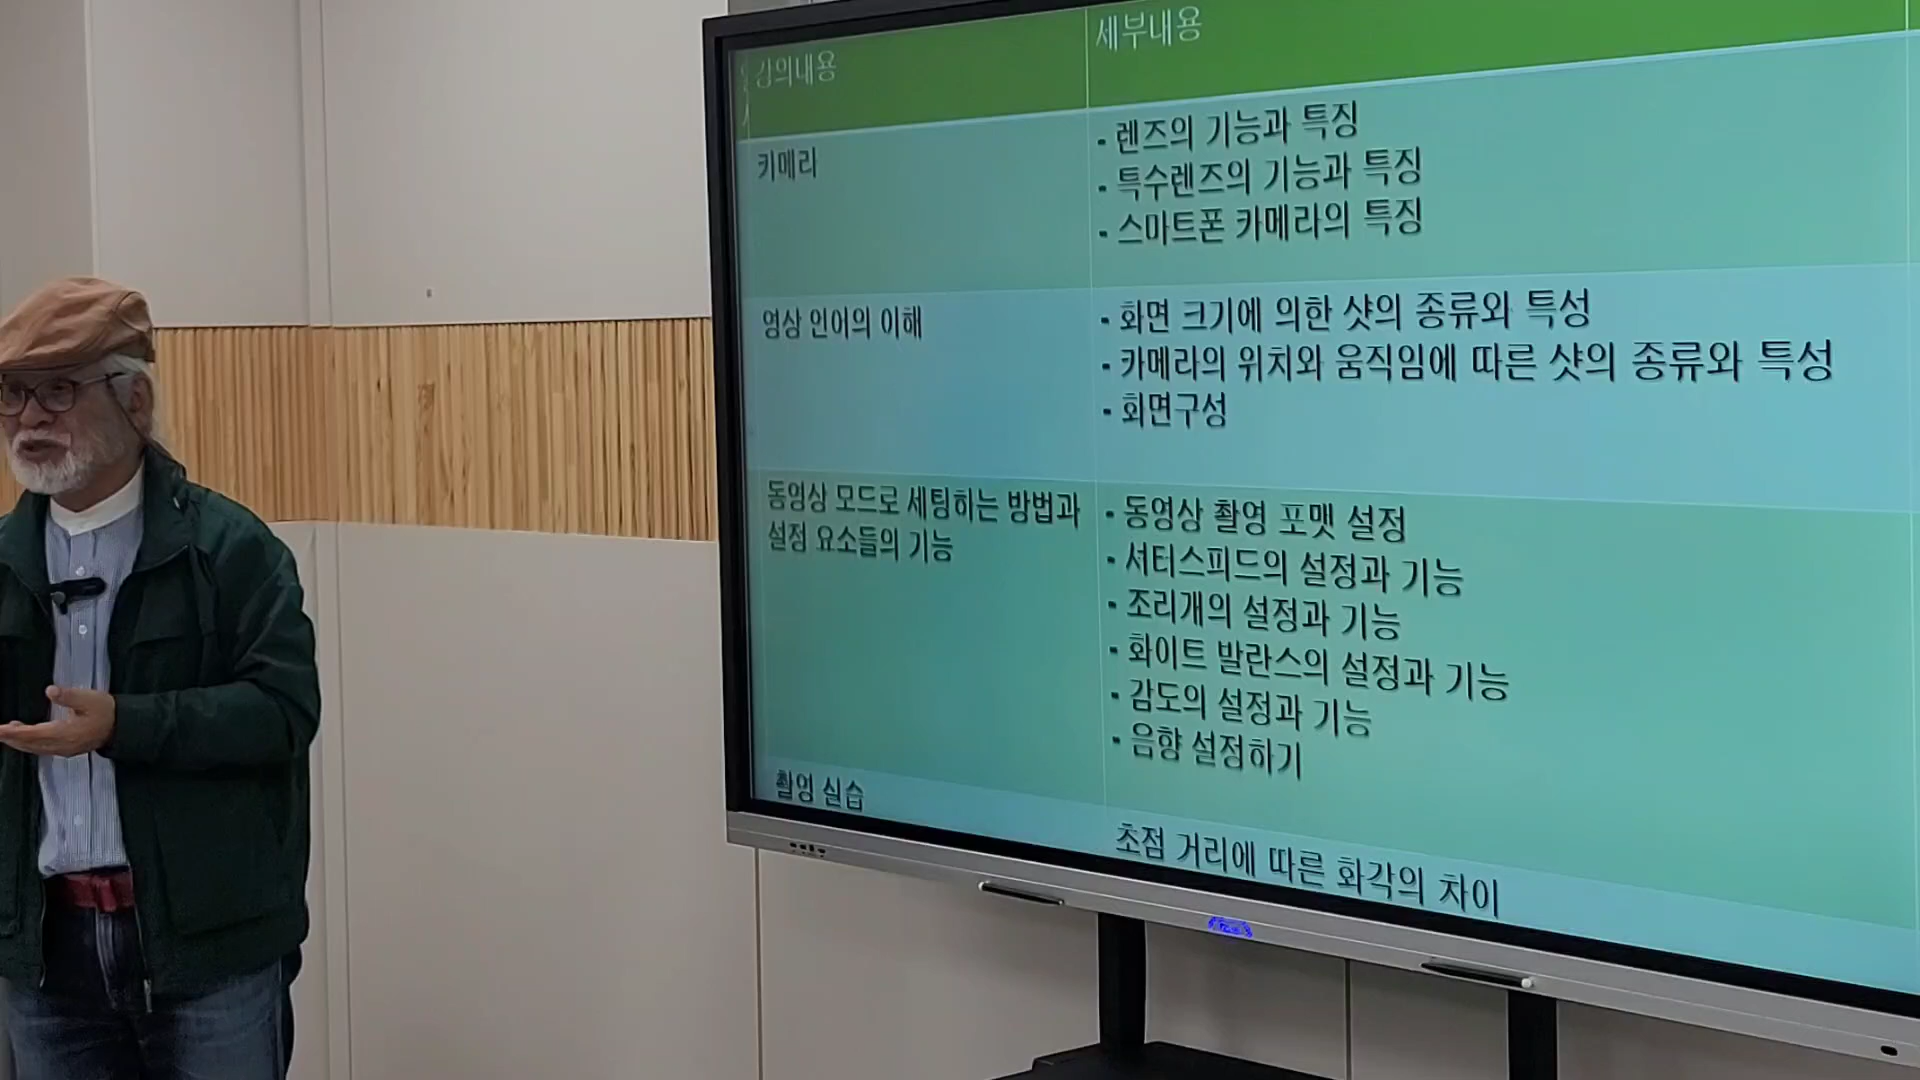 강의내용
세부내용
카메라
- 렌즈의 기능과 특징
- 특수렌즈의 기능과 특징
- 스마트폰 카메라의 특징
영상 언어의 이해
- 화면 크기에 의한 샷의 종류와 특성
- 카메라의 위치와 움직임에 따른 샷의 종류와 특성
- 화면구성
동영상 모드로 세팅하는 방법과
설점 요소들의 기능
- 동영상 촬영 포맷 설정
- 셔터스피드의 설정과 기능
- 조리개의 설정과 기능
- 화이트 발란스의 설정과 기능
- 감도의 설정과 기능
- 음향 설정하기
촬영 실습
초점 거리에 따른 화각의 차이